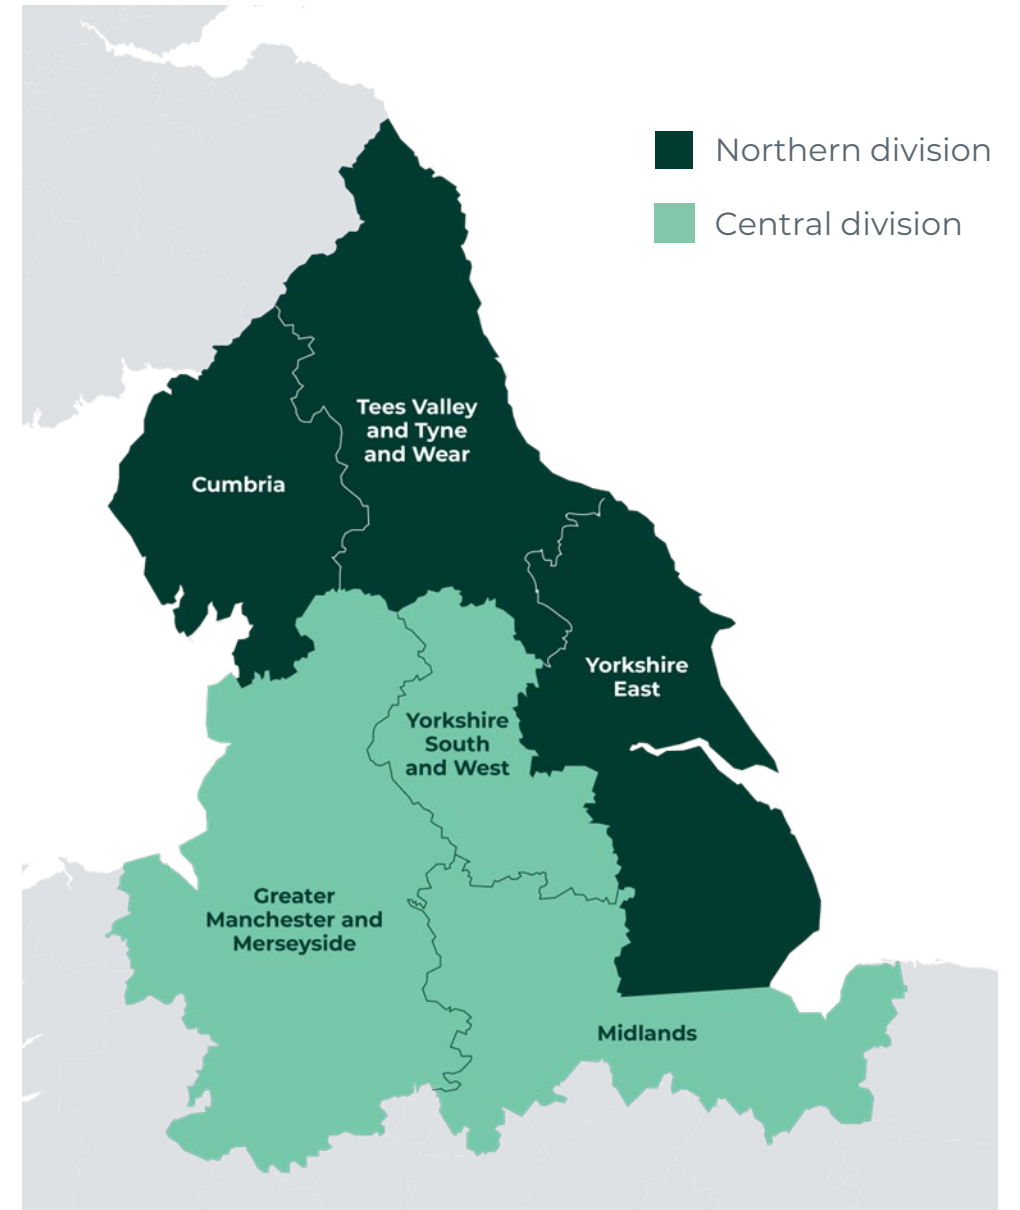 Northern division
Central division
Tees Valley
and Tyne
and Wear
Cumbria
Yorkshire
East
Yorkshire
South
and West
Greater
Manchester and
Merseyside
Midlands